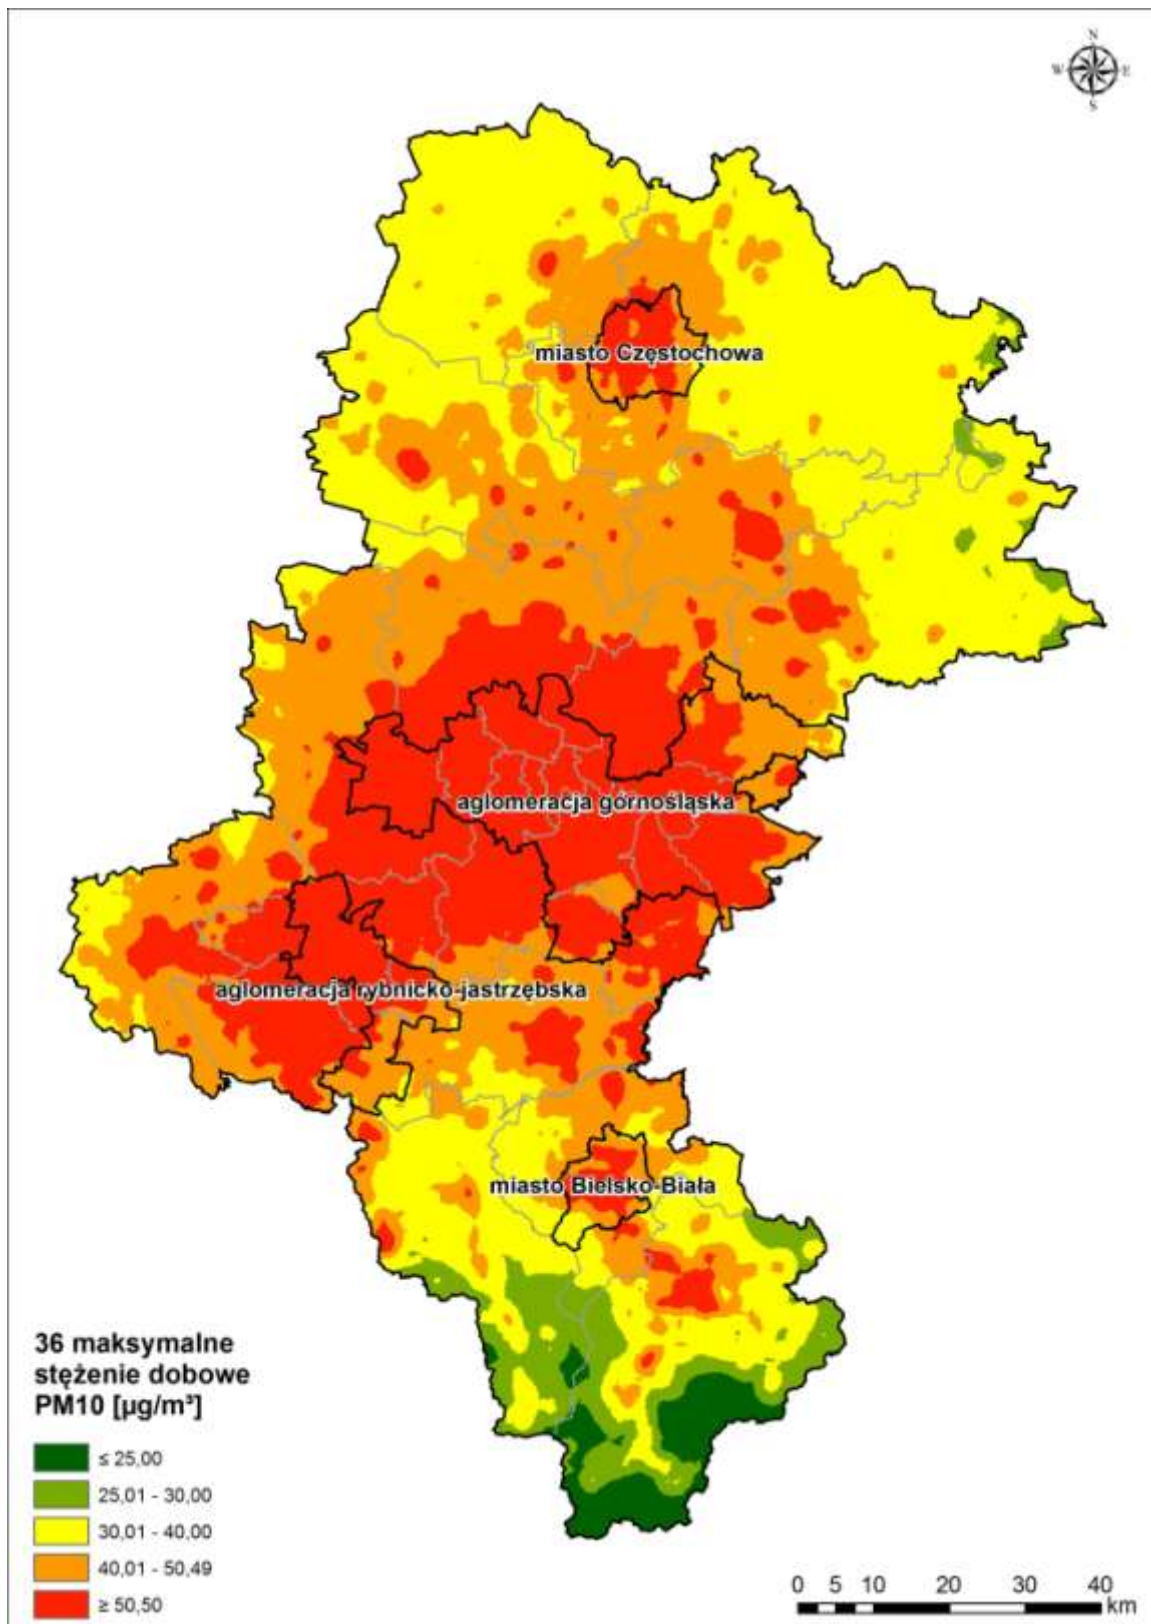 N
W E
S
miasto Częstochowa
aglomeracja górnośląska
aglomeracja rybnicko-jastrzębska
miasto Bielsko-Biała
36 maksymalne
stężenie dobowe
PM10 [µg/m³]
≤ 25,00
25,01 - 30,00
30,01 - 40,00
40,01 - 50,49
≥ 50,50
0 5 10 20 30 40
km